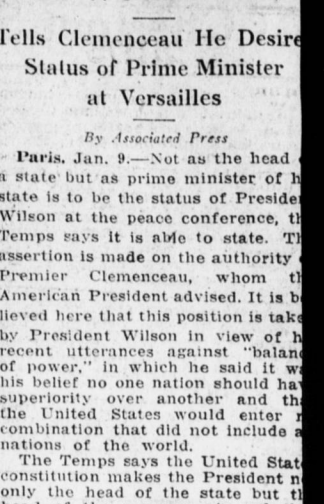 Tells Clemenceau He Desire
Status of Prime Minister
at Versailles
By Associated Press
Paris, Jan. 9.—Not as the head
a state but as prime minister of h
state is to be the status of Preside
Wilson at the peace conference, th
Temps says it is able to state. Th
assertion is made on the authority
Premier Clemenceau, whom th
American President advised. It is b
lieved here that this position is take
by President Wilson in view of h
recent utterances against "balanc
of power," in which he said it wa
his belief no one nation should hav
superiority over another and tha
the United States would enter n
combination that did not include a
nations of the world.
The Temps says the United Stat
constitution makes the President n
only the head of the state but th